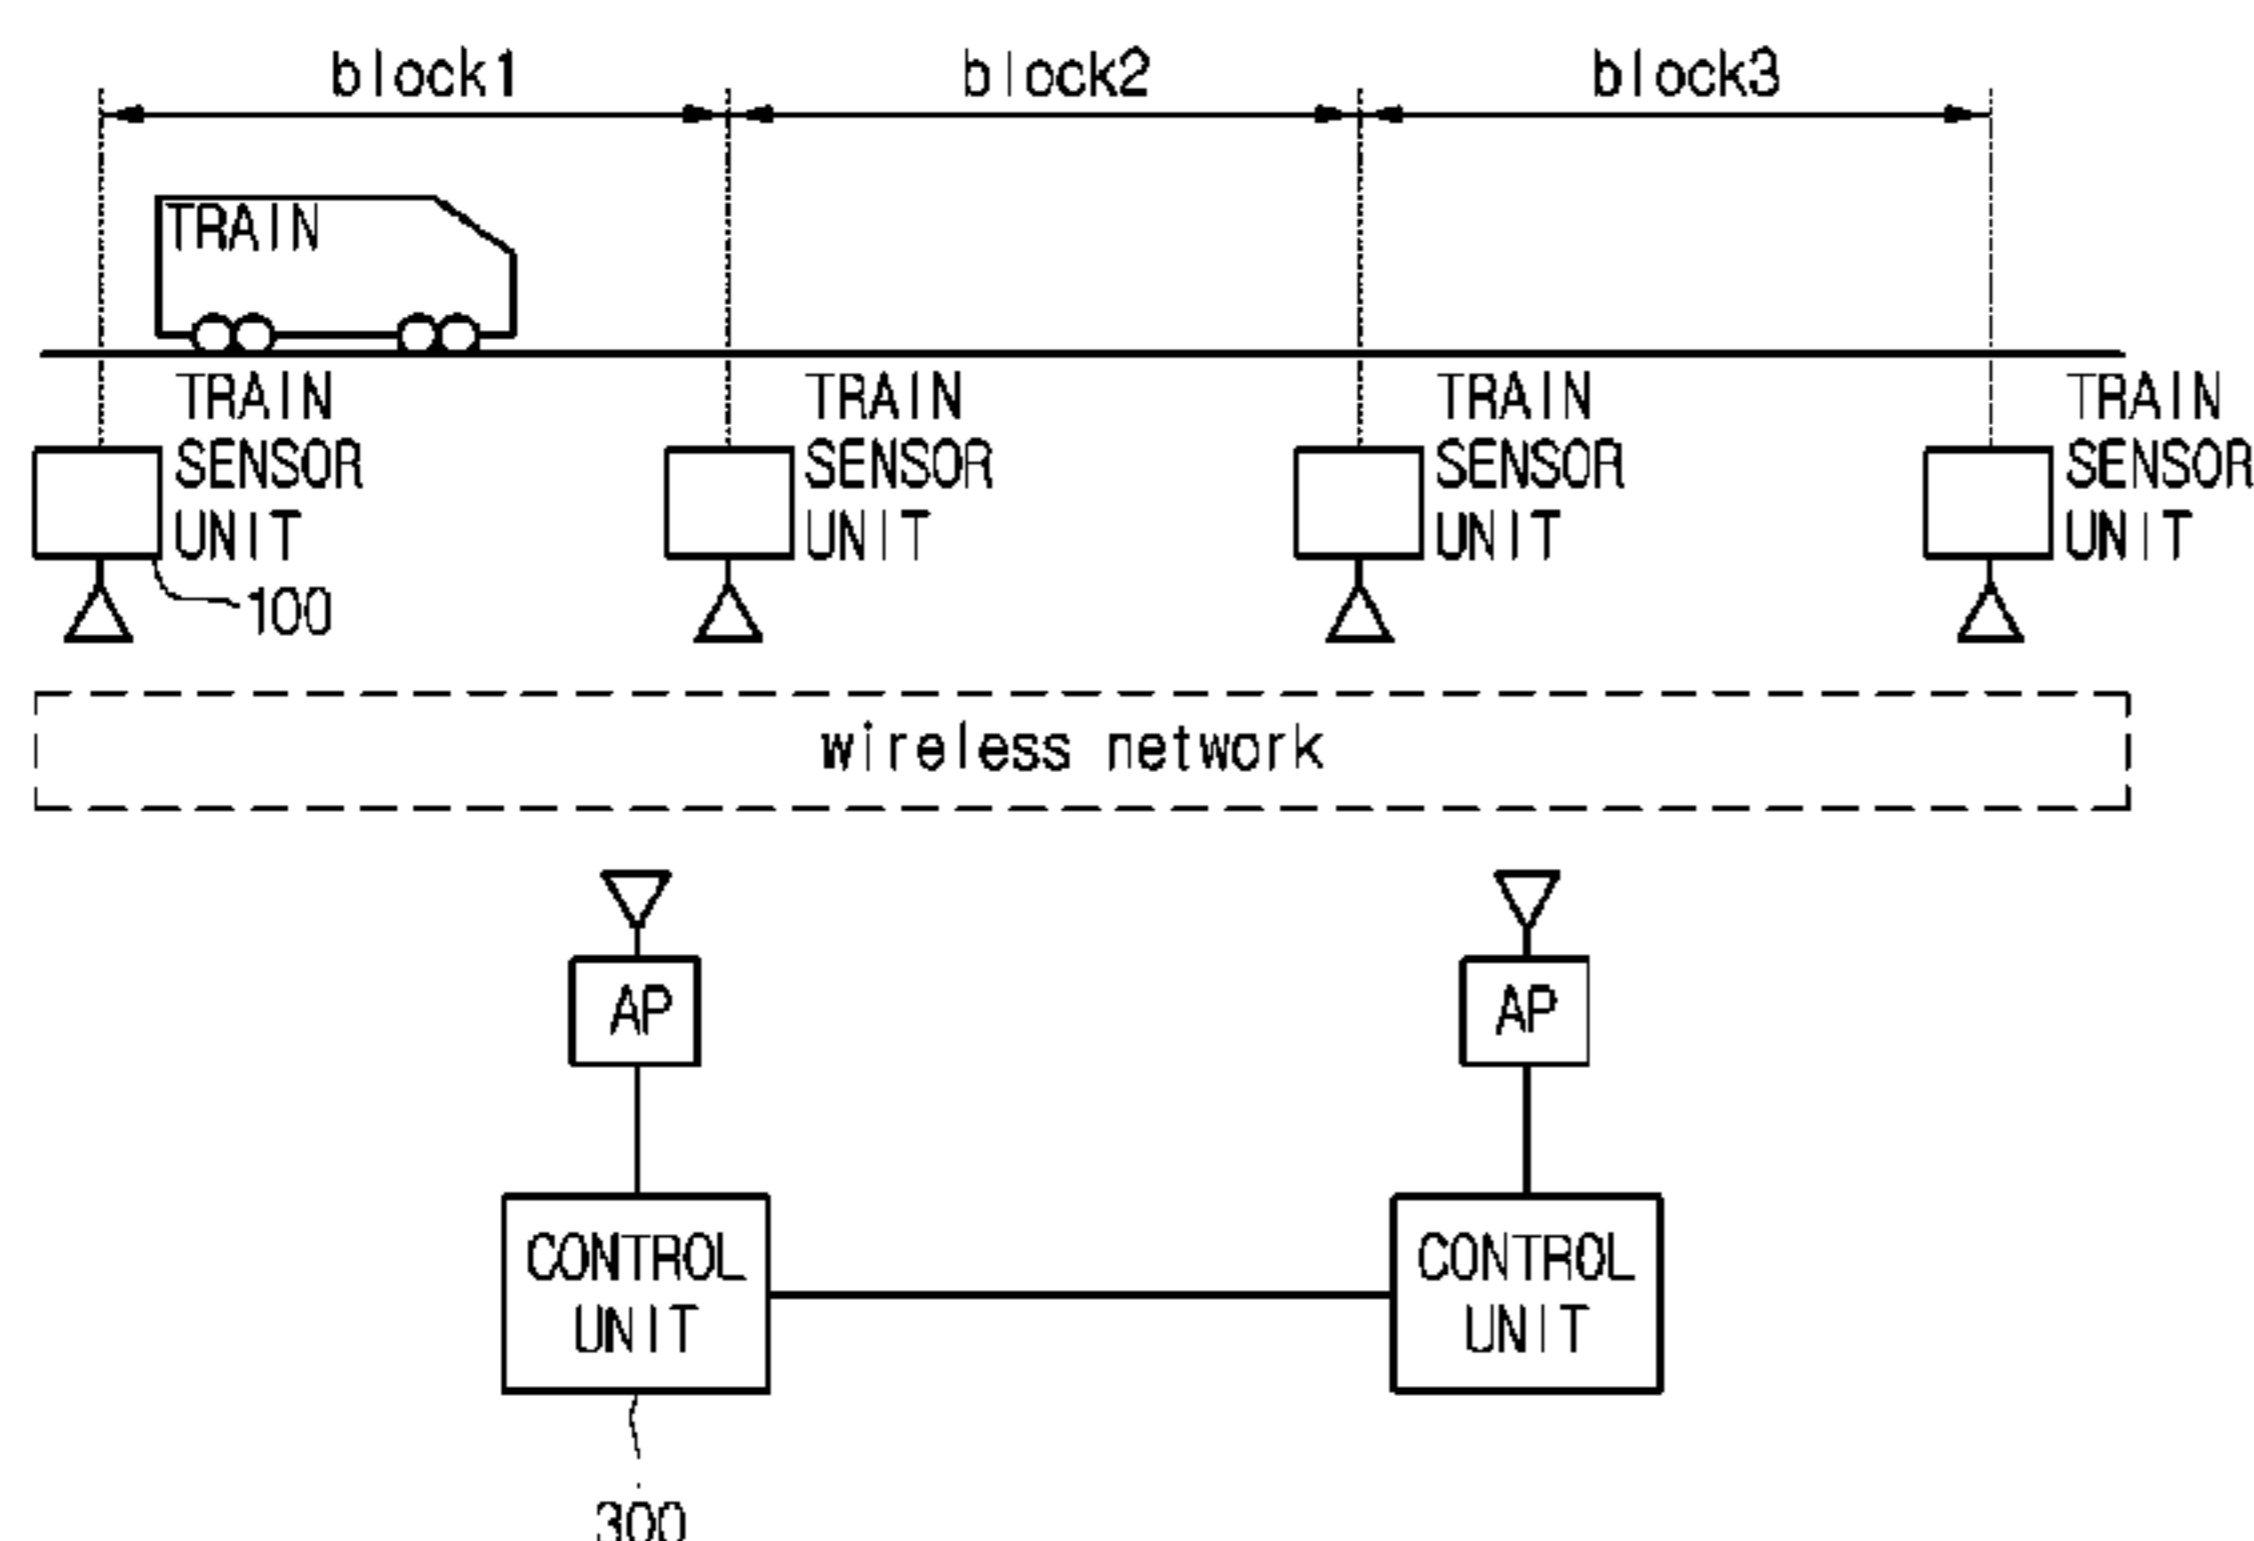 block1 block2 block3
TRAIN
TRAIN TRAIN TRAIN TRAIN
SENSOR SENSOR SENSOR SENSOR
UNIT UNIT UNIT UNIT
100
wireless network
AP AP
CONTROL CONTROL
UNIT UNIT
300